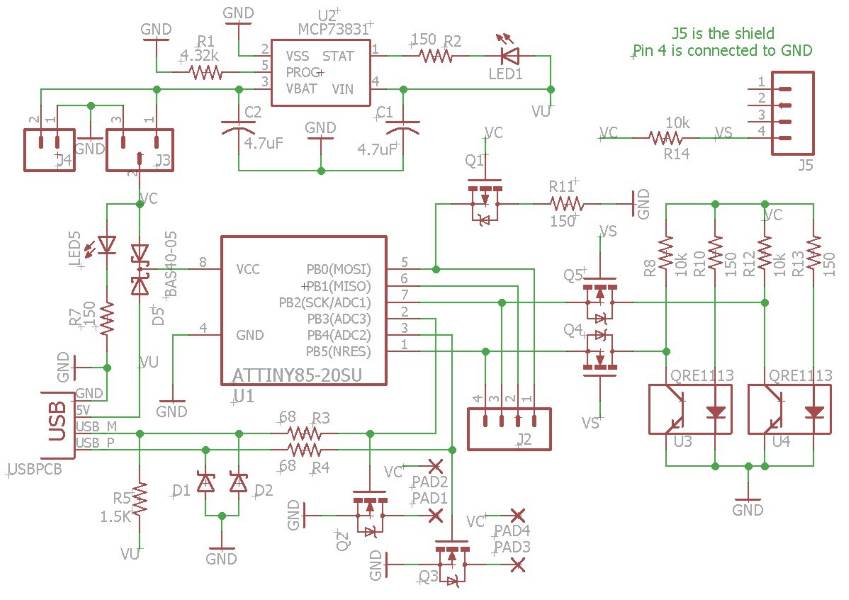 U2
MCP73831
GND
GND
R1
4.32k
2
VSS
STAT
1
150
R2
5
PROG
3
VBAT
VIN
4
LED1
VU
J5 is the shield
Pin 4 is connected to GND
1
2
3
4
J5
10k
VC
VS
R14
2
1
GND
J4
3
1
J3
2
C2
4.7uF
GND
C1
4.7uF
VC
VC
Q1
R11
150
GND
LED5
BAS40-05
D5
R7
150
GND
VU
8
VCC
4
GND
GND
PB0(MOSI)
5
PB1(MISO)
6
PB2(SCK/ADC1)
7
PB3(ADC3)
2
PB4(ADC2)
3
PB5(NRES)
1
ATTINY85-20SU
U1
VS
Q5
Q4
VS
VC
R8
10k
R10
150
R12
10k
R13
150
QRE1113
U3
QRE1113
U4
GND
4
3
2
1
J2
USB
GND
5V
USB_M
USB_P
USBPCB
68
R3
68
R4
R5
1.5K
VU
D1
D2
GND
GND
Q2
VC
PAD2
PAD1
GND
Q3
VC
PAD4
PAD3